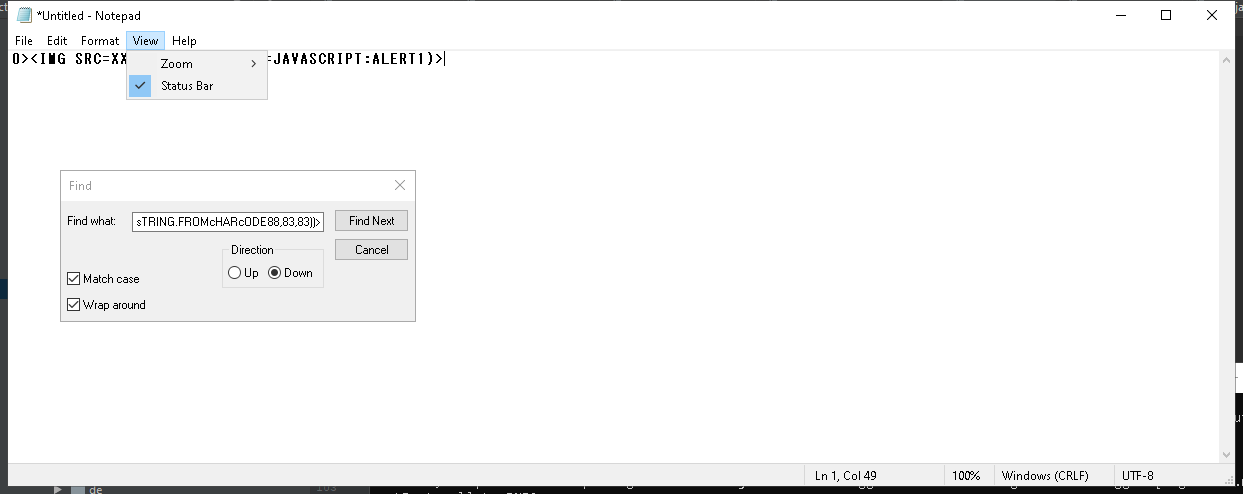 *Untitled - Notepad
File Edit Format View Help
0><IMG SRC=XX =JAVASCRIPT:ALERT1)>
Zoom
Status Bar
Find
Find what: sTRING.FROMcHARcODE88,83,83))> Find Next
Direction Cancel
Up Down
Match case
Wrap around
Ln 1, Col 49 100% Windows (CRLF) UTF-8
de 103